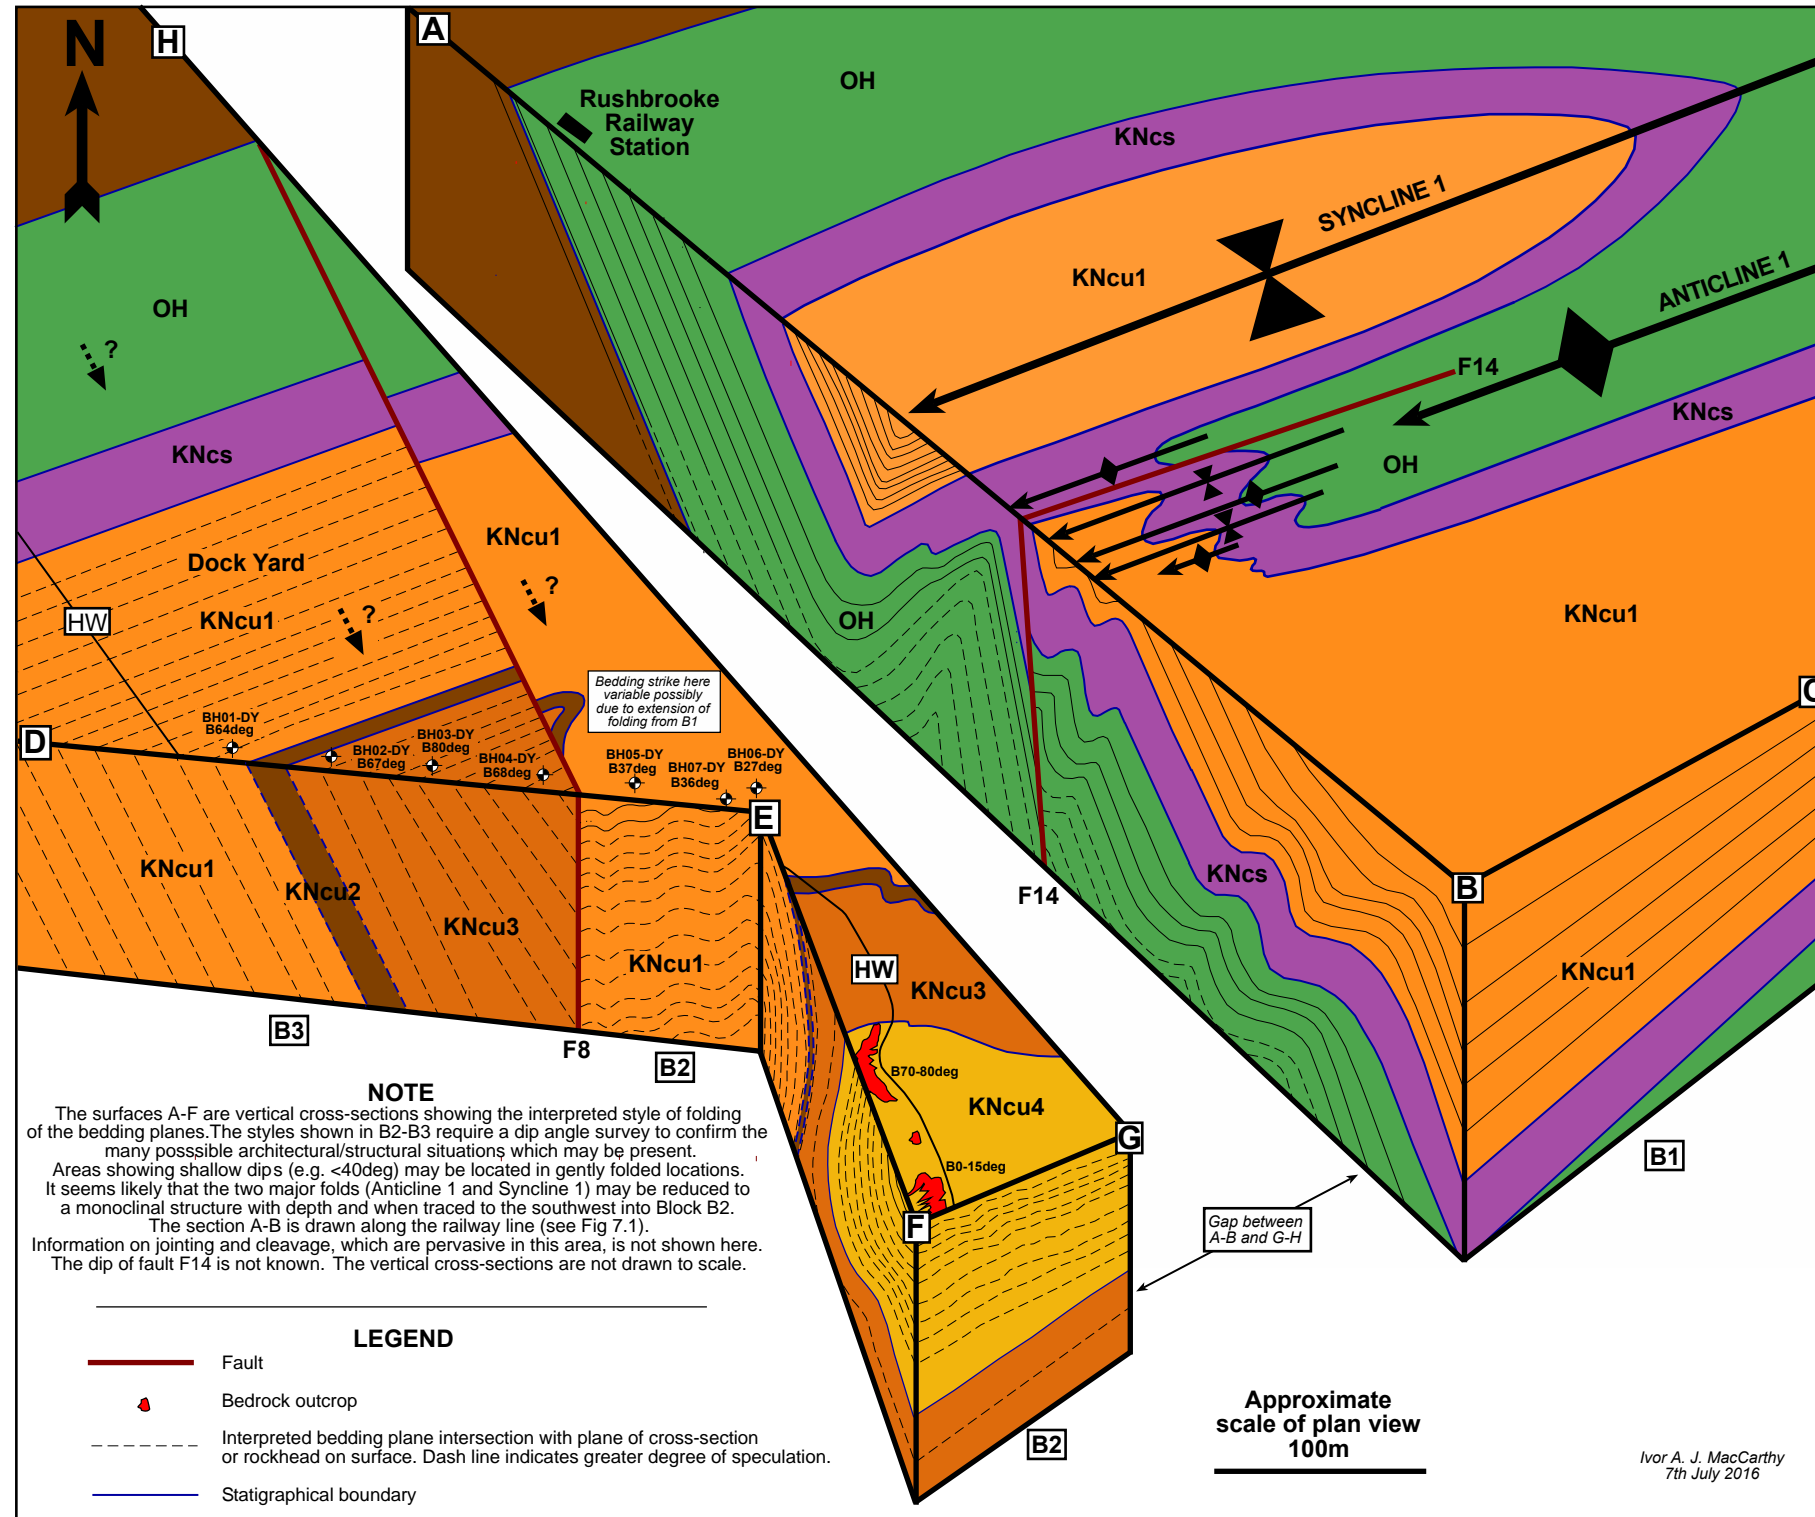 N
H
A
Rushbrooke
Railway
Station
OH
KNcs
SYNCLINE 1
KNcu1
ANTICLINE 1
F14
KNcs
OH
OH
?
KNcs
Dock Yard
KNcu1
?
HW
KNcu1
?
OH
KNcu1
Bedding strike here
variable possibly
due to extension of
folding from B1
BH01-DY
B64deg
BH02-DY
B67deg
BH03-DY
B80deg
BH04-DY
B68deg
BH05-DY
B37deg
BH07-DY
B36deg
BH06-DY
B27deg
D
E
C
B
KNcu1
KNcu2
KNcu3
KNcu1
KNcs
F14
HW
KNcu3
KNcu1
B3
F8
B2
B70-80deg
KNcu4
G
B0-15deg
F
B1
Gap between
A-B and G-H
B2
NOTE
The surfaces A-F are vertical cross-sections showing the interpreted style of folding
of the bedding planes.The styles shown in B2-B3 require a dip angle survey to confirm the
many posssible architectural/structural situations which may be present.
Areas showing shallow dips (e.g. <40deg) may be located in gently folded locations.
It seems likely that the two major folds (Anticline 1 and Syncline 1) may be reduced to
a monoclinal structure with depth and when traced to the southwest into Block B2.
The section A-B is drawn along the railway line (see Fig 7.1).
Information on jointing and cleavage, which are pervasive in this area, is not shown here.
The dip of fault F14 is not known. The vertical cross-sections are not drawn to scale.
LEGEND
Fault
Bedrock outcrop
Interpreted bedding plane intersection with plane of cross-section
or rockhead on surface. Dash line indicates greater degree of speculation.
Statigraphical boundary
Approximate
scale of plan view
100m
Ivor A. J. MacCarthy
7th July 2016